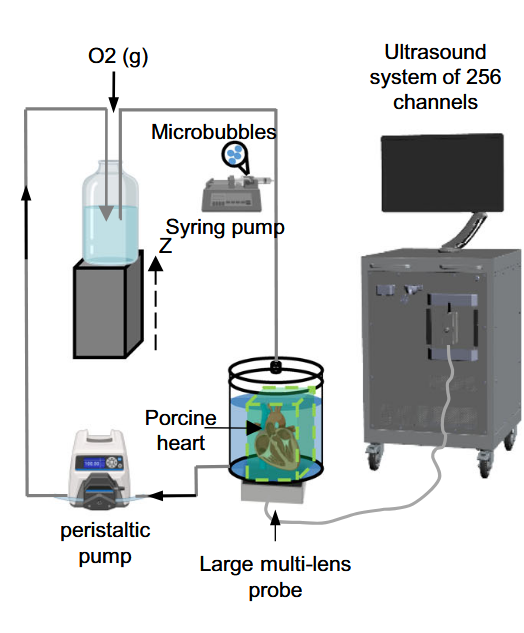 O2 (g)
Ultrasound
system of 256
channels
Microbubbles
Syring pump
Z
Porcine
heart
peristaltic
pump
Large multi-lens
probe